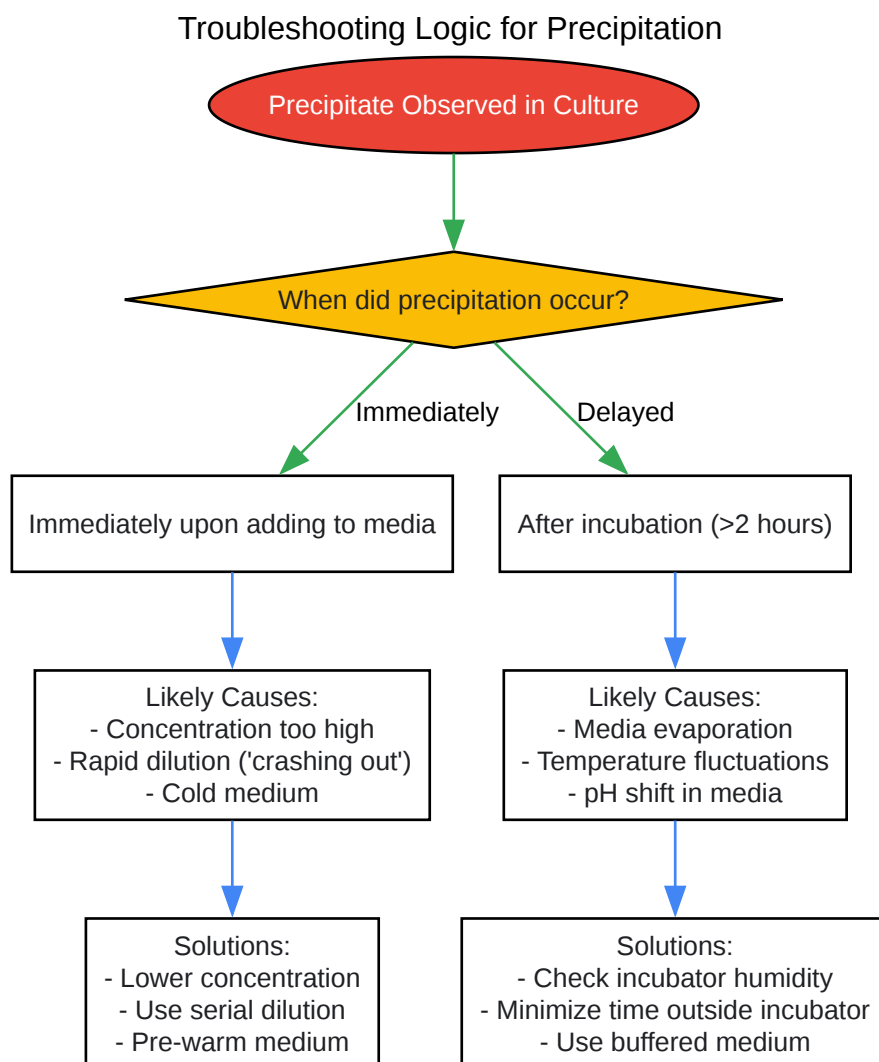 Troubleshooting Logic for Precipitation
Precipitate Observed in Culture
When did precipitation occur?
Immediately
Delayed
Immediately upon adding to media
After incubation (>2 hours)
Likely Causes:
- Concentration too high
- Rapid dilution ('crashing out')
- Cold medium
Likely Causes:
- Media evaporation
- Temperature fluctuations
- pH shift in media
Solutions:
- Lower concentration
- Use serial dilution
- Pre-warm medium
Solutions:
- Check incubator humidity
- Minimize time outside incubator
- Use buffered medium